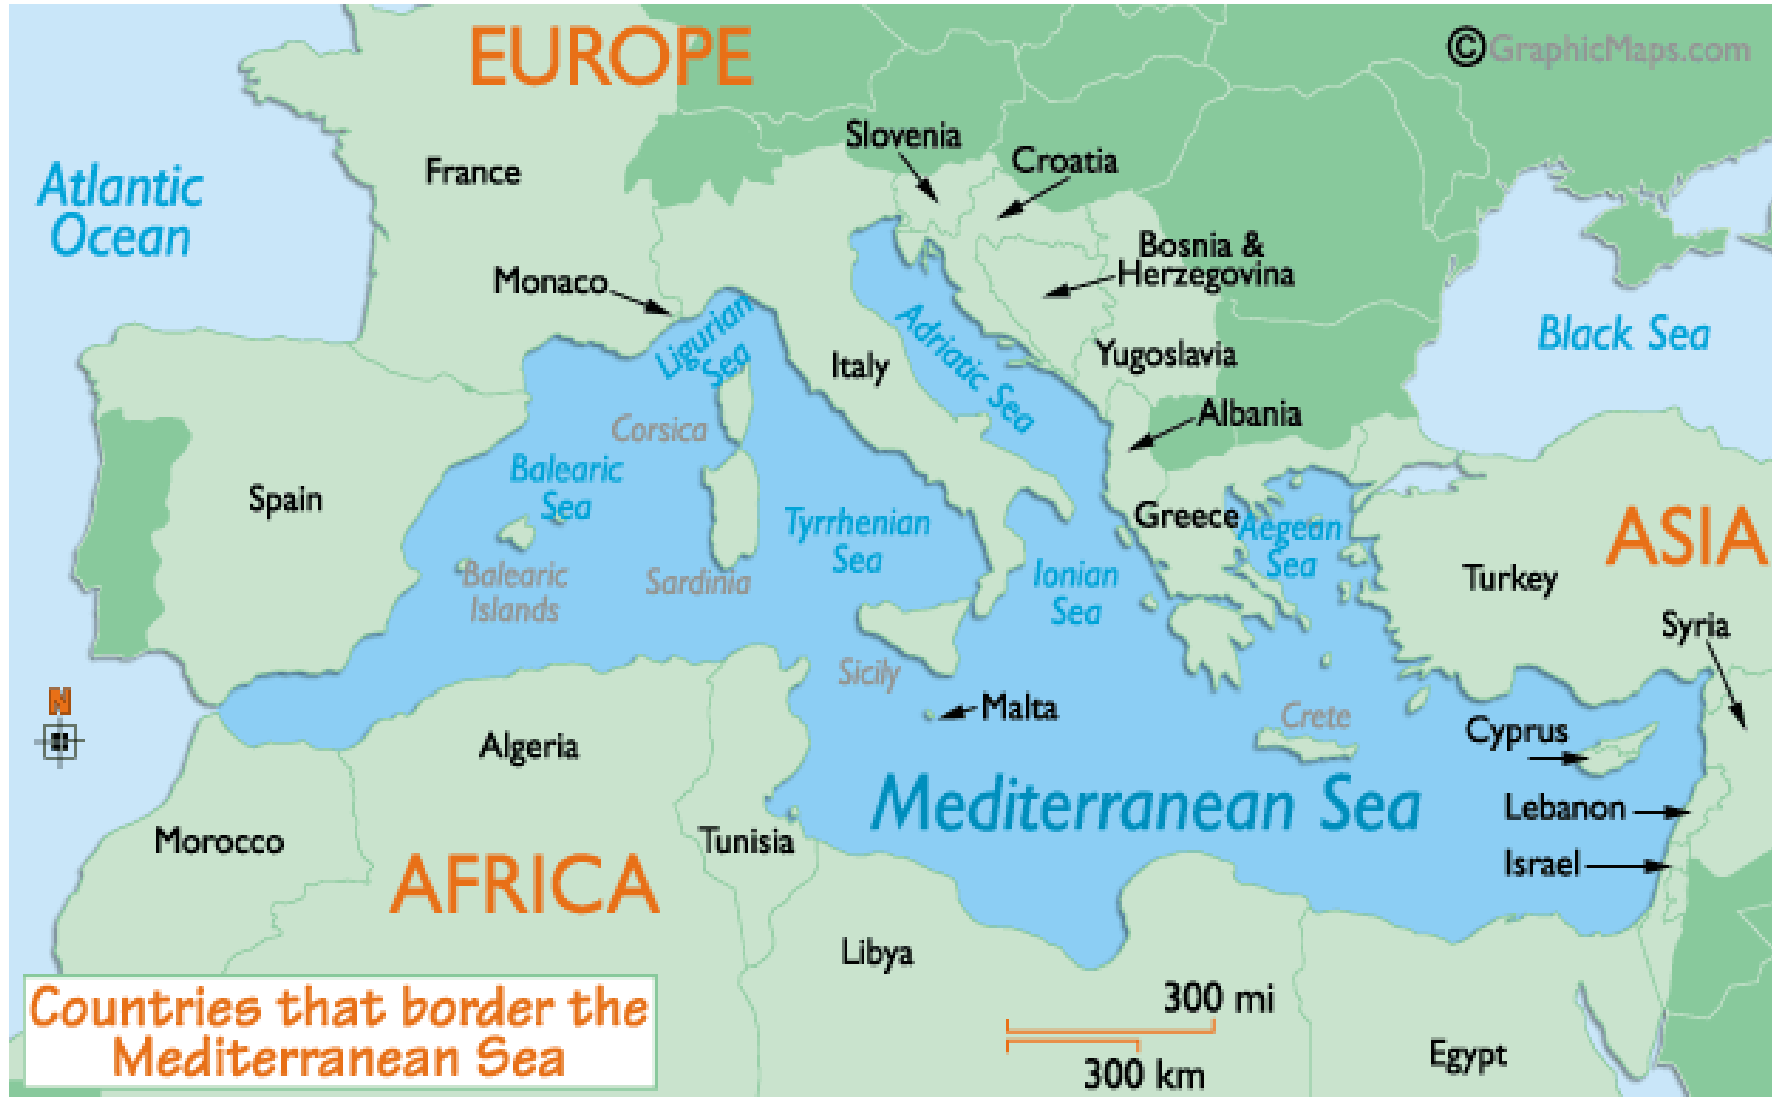 EUROPE
©GraphicMaps.com
Slovenia
Croatia
France
Atlantic
Ocean
Bosnia &
Herzegovina
Monaco
Ligurian
Sea
Adriatic Sea
Black Sea
Italy
Yugoslavia
Albania
Corsica
Balearic
Sea
Spain
Tyrrhenian
Sea
Greece
Aegean
Sea
ASIA
Ionian
Sea
Turkey
Balearic
Islands
Sardinia
Syria
Sicily
N
Malta
Crete
Cyprus
Algeria
Mediterranean Sea
Lebanon
Morocco
Tunisia
Israel
AFRICA
Libya
300 mi
300 km
Egypt
Countries that border the
Mediterranean Sea